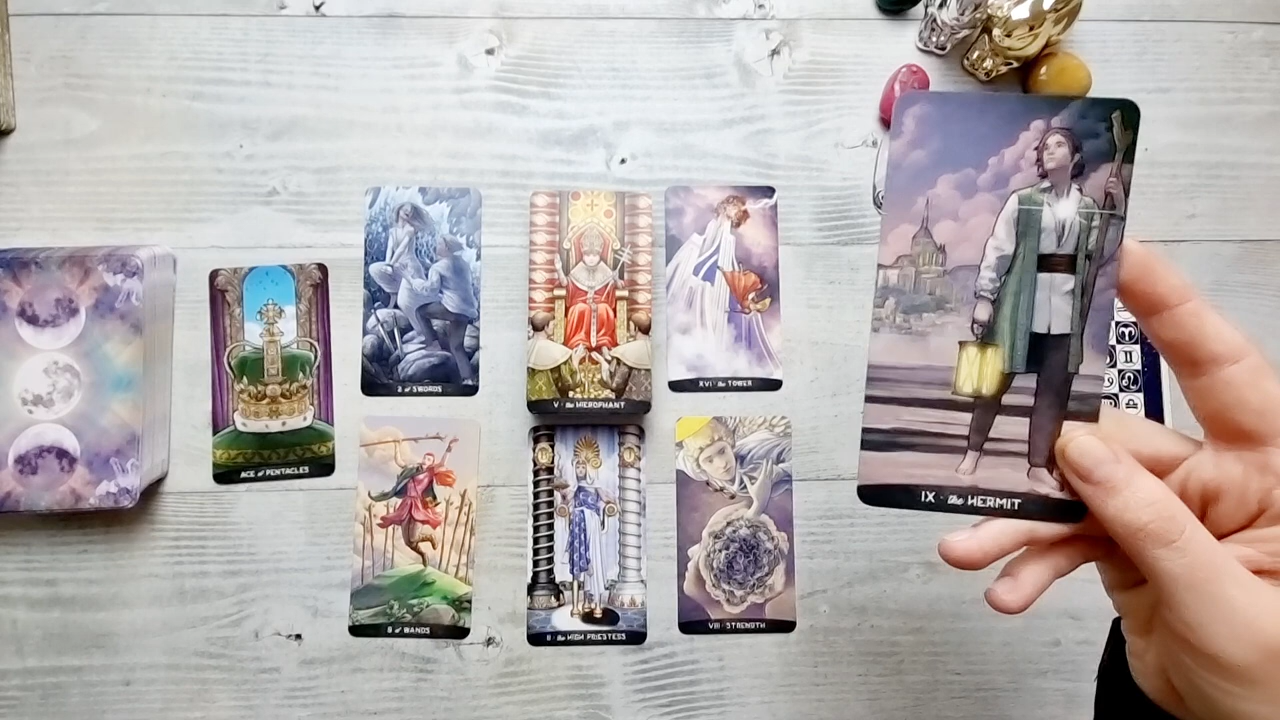 IX · the HERMIT
2 of SWORDS
XVI · the TOWER
V · the HIEROPHANT
ACE of PENTACLES
VIII · STRENGTH
II · the HIGH PRIESTESS
of WANDS